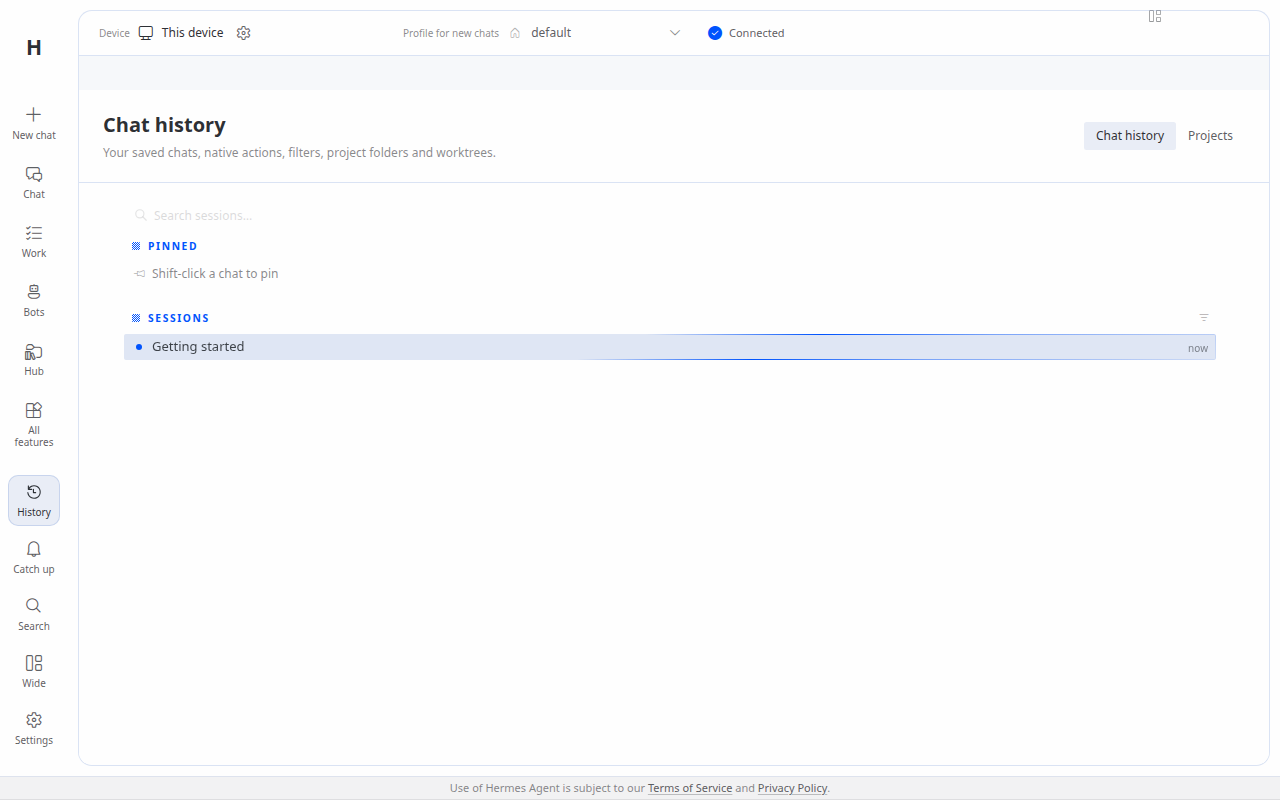 Device This device Profile for new chats default Connected
H
New chat
Chat
Work
Bots
Hub
All features
History
Catch up
Search
Wide
Settings
Chat history
Your saved chats, native actions, filters, project folders and worktrees.
Chat history Projects
Search sessions...
PINNED
Shift-click a chat to pin
SESSIONS
Getting started now
Use of Hermes Agent is subject to our Terms of Service and Privacy Policy.